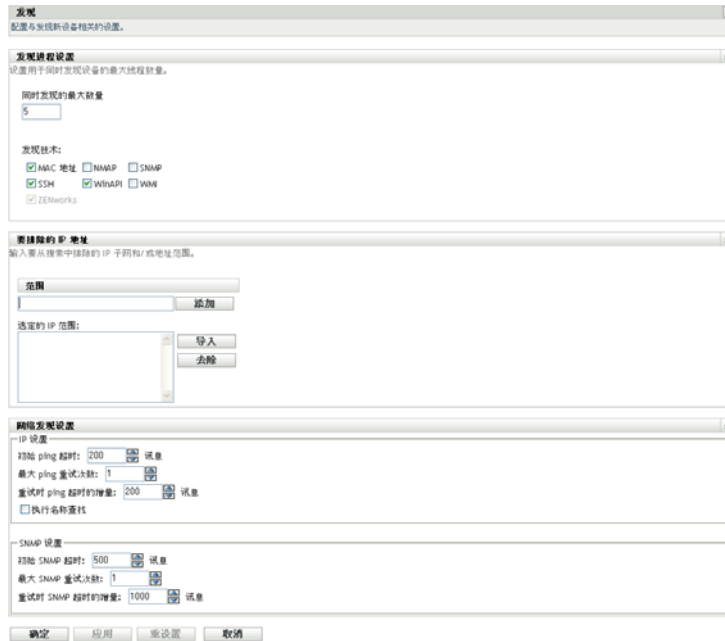 发现
配置与发现新设备相关的设置。
发现进程设置
设置用于同时发现设备的最大线程数量。
同时发现的最大数量
5
发现技术:
MAC 地址 NMAP SNMP
SSH WinAPI WMI
ZENworks
要排除的 IP 地址
输入要从搜索中排除的 IP 子网和/或地址范围。
范围
添加
选定的 IP 范围:
导入
去除
网络发现设置
IP 设置
初始 ping 超时: 200 讯息
最大 ping 重试次数: 1
重试时 ping 超时的增量: 200 讯息
执行名称查找
SNMP 设置
初始 SNMP 超时: 500 讯息
最大 SNMP 重试次数: 1
重试时 SNMP 超时的增量: 1000 讯息
确定 应用 重设置 取消